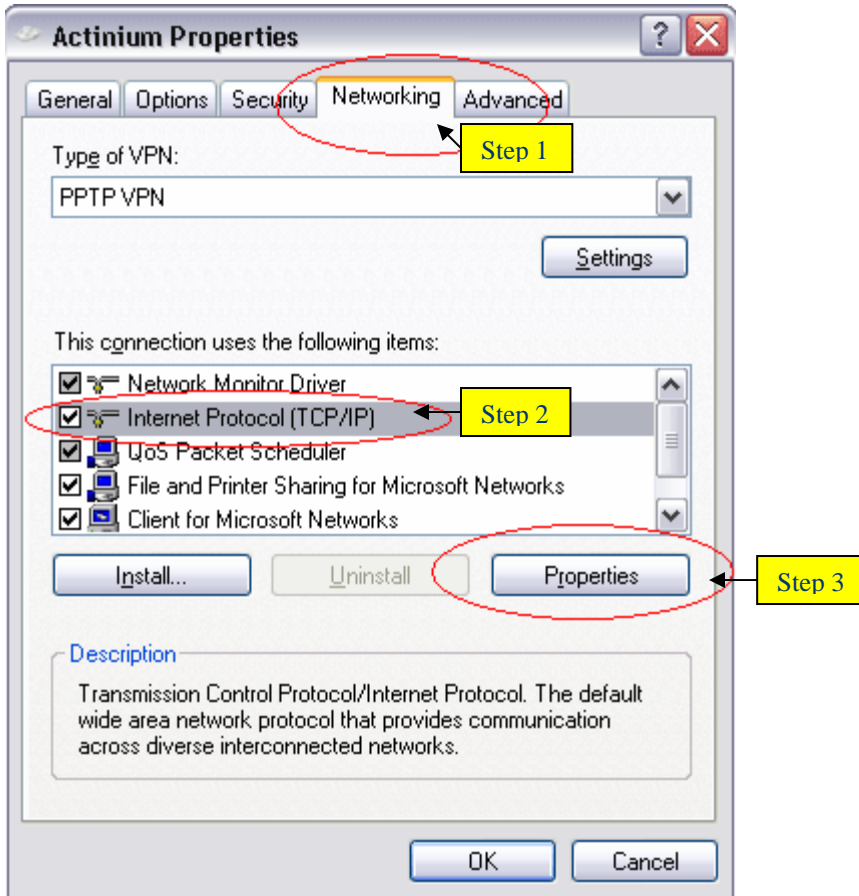 Actinium Properties
General Options Security Networking Advanced
Step 1
Type of VPN:
PPTP VPN
Settings
This connection uses the following items:
Network Monitor Driver
Internet Protocol (TCP/IP)
Step 2
QoS Packet Scheduler
File and Printer Sharing for Microsoft Networks
Client for Microsoft Networks
Install... Uninstall Properties
Step 3
Description
Transmission Control Protocol/Internet Protocol. The default
wide area network protocol that provides communication
across diverse interconnected networks.
OK Cancel